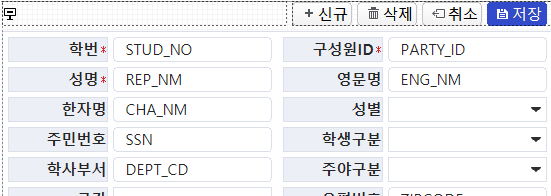 신규 삭제 취소 저장
학번* STUD_NO 구성원ID* PARTY_ID
성명* REP_NM 영문명 ENG_NM
한자명 CHA_NM 성별
주민번호 SSN 학생구분
학사부서 DEPT_CD 주야구분
ZIPCODE